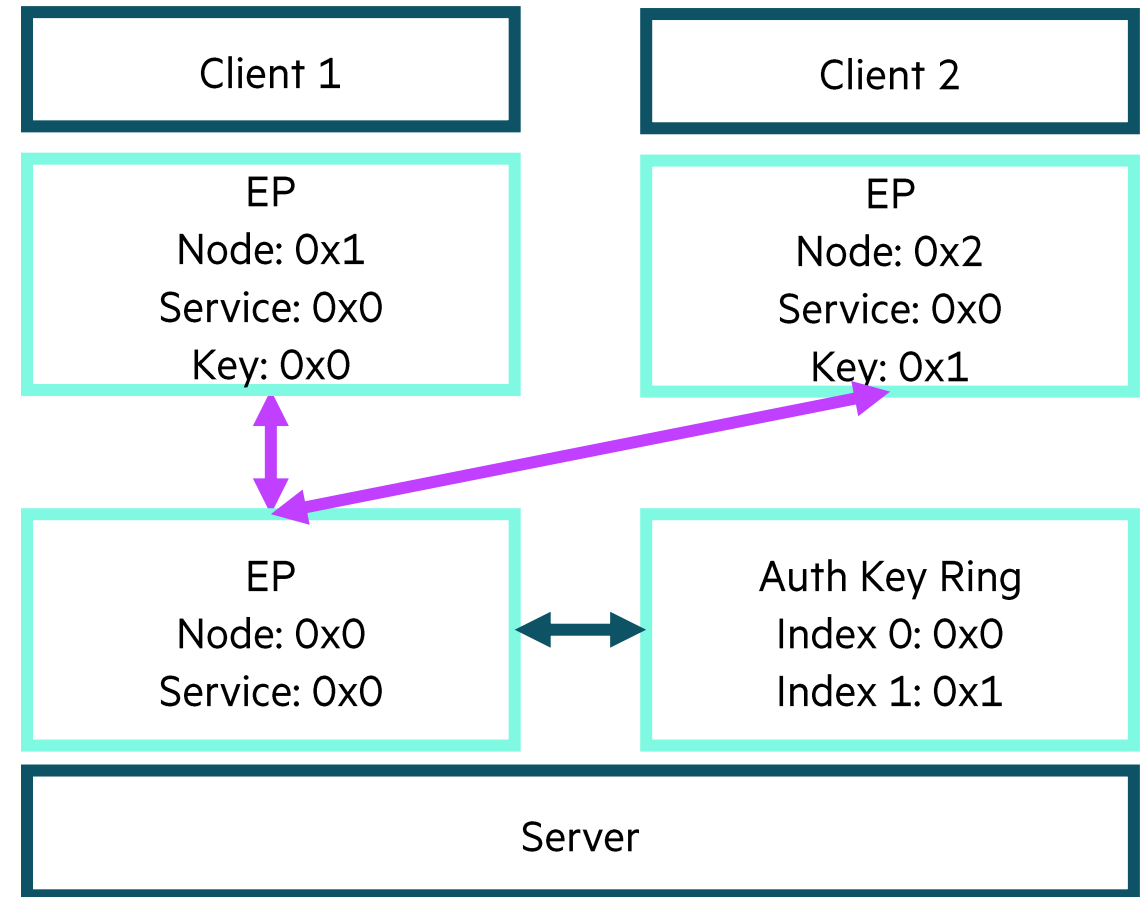 Client 1
Client 2
EP
Node: 0x1
Service: 0x0
Key: 0x0
EP
Node: 0x2
Service: 0x0
Key: 0x1
EP
Node: 0x0
Service: 0x0
Auth Key Ring
Index 0: 0x0
Index 1: 0x1
Server